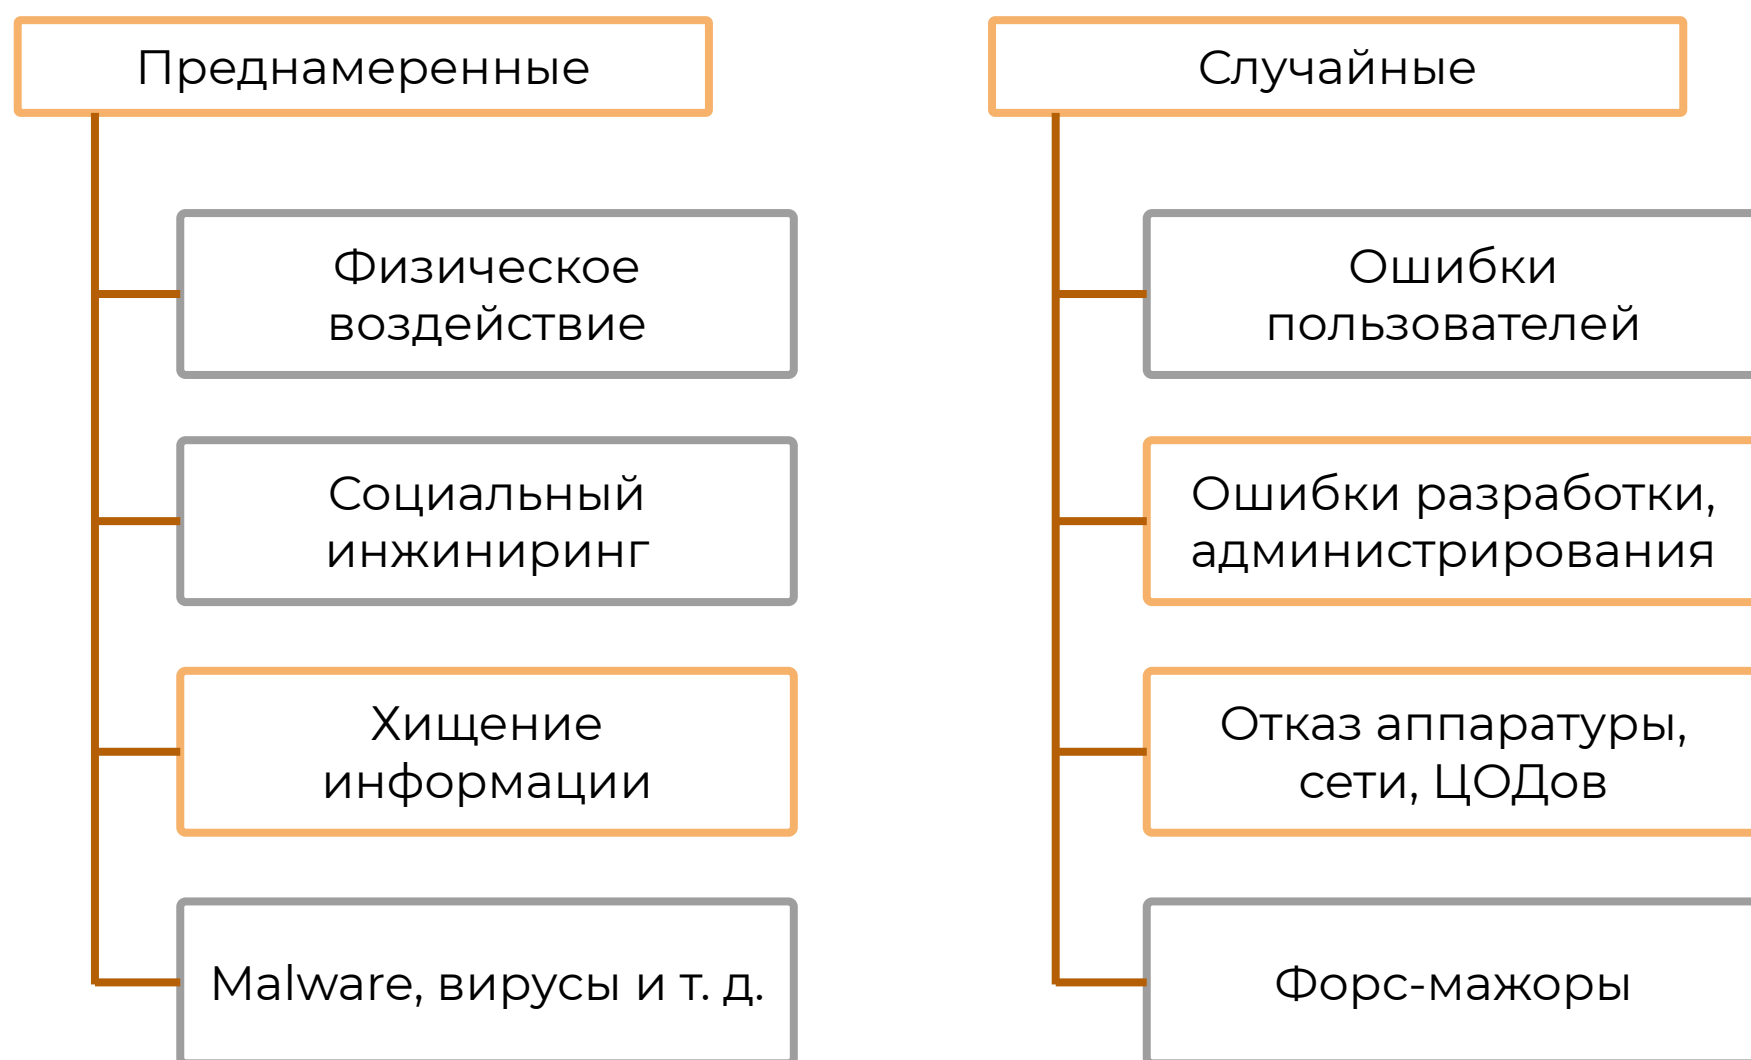 Преднамеренные
Физическое
воздействие
Социальный
инжиниринг
Хищение
информации
Malware, вирусы и т. д.
Случайные
Ошибки
пользователей
Ошибки разработки,
администрирования
Отказ аппаратуры,
сети, ЦОДов
Форс-мажоры